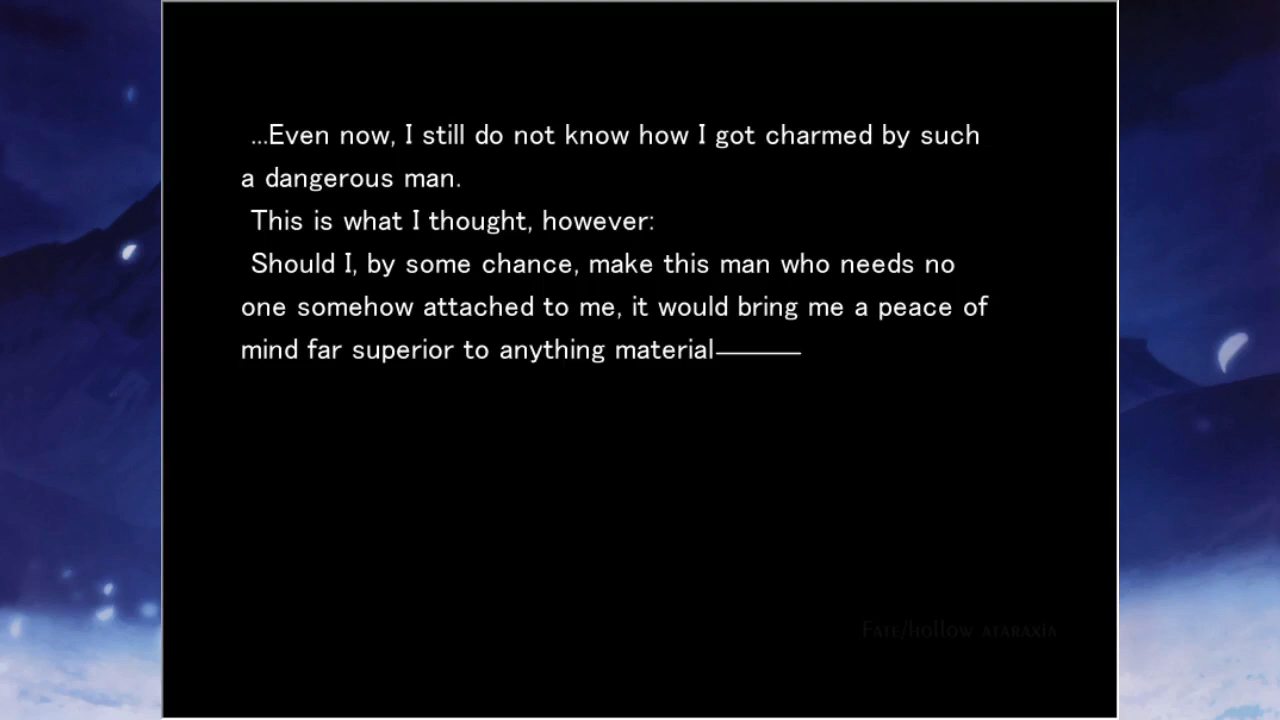 ...Even now, I still do not know how I got charmed by such
a dangerous man.
This is what I thought, however:
Should I, by some chance, make this man who needs no
one somehow attached to me, it would bring me a peace of
mind far superior to anything material———
Fate/hollow ataraxia